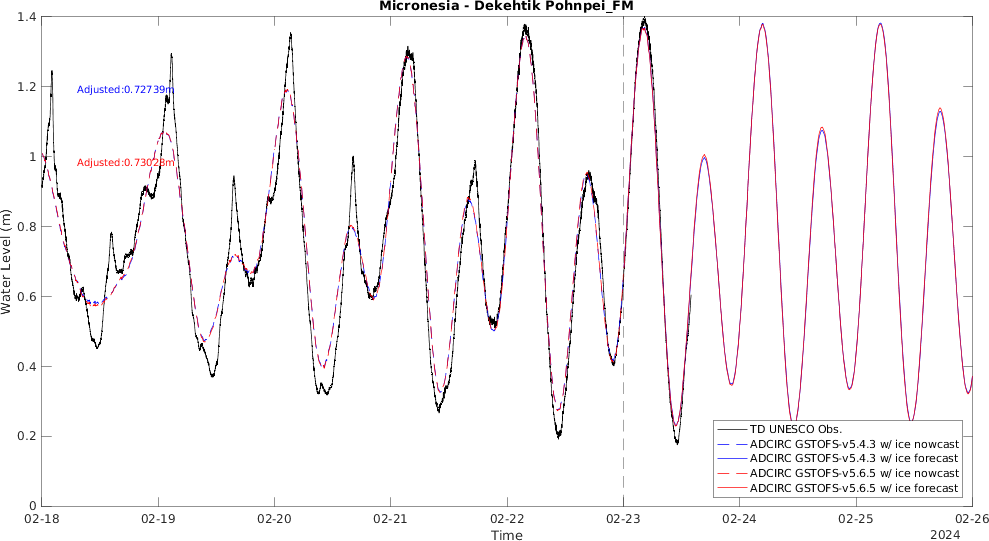 Micronesia - Dekehtik Pohnpei_FM
Water Level (m)
1.4
1.2
1
0.8
0.6
0.4
0.2
0
Adjusted:0.72739m
Adjusted:0.73028m
TD UNESCO Obs.
ADCIRC GSTOFS-v5.4.3 w/ ice nowcast
ADCIRC GSTOFS-v5.4.3 w/ ice forecast
ADCIRC GSTOFS-v5.6.5 w/ ice nowcast
ADCIRC GSTOFS-v5.6.5 w/ ice forecast
02-18 02-19 02-20 02-21 02-22 02-23 02-24 02-25 02-26
Time
2024